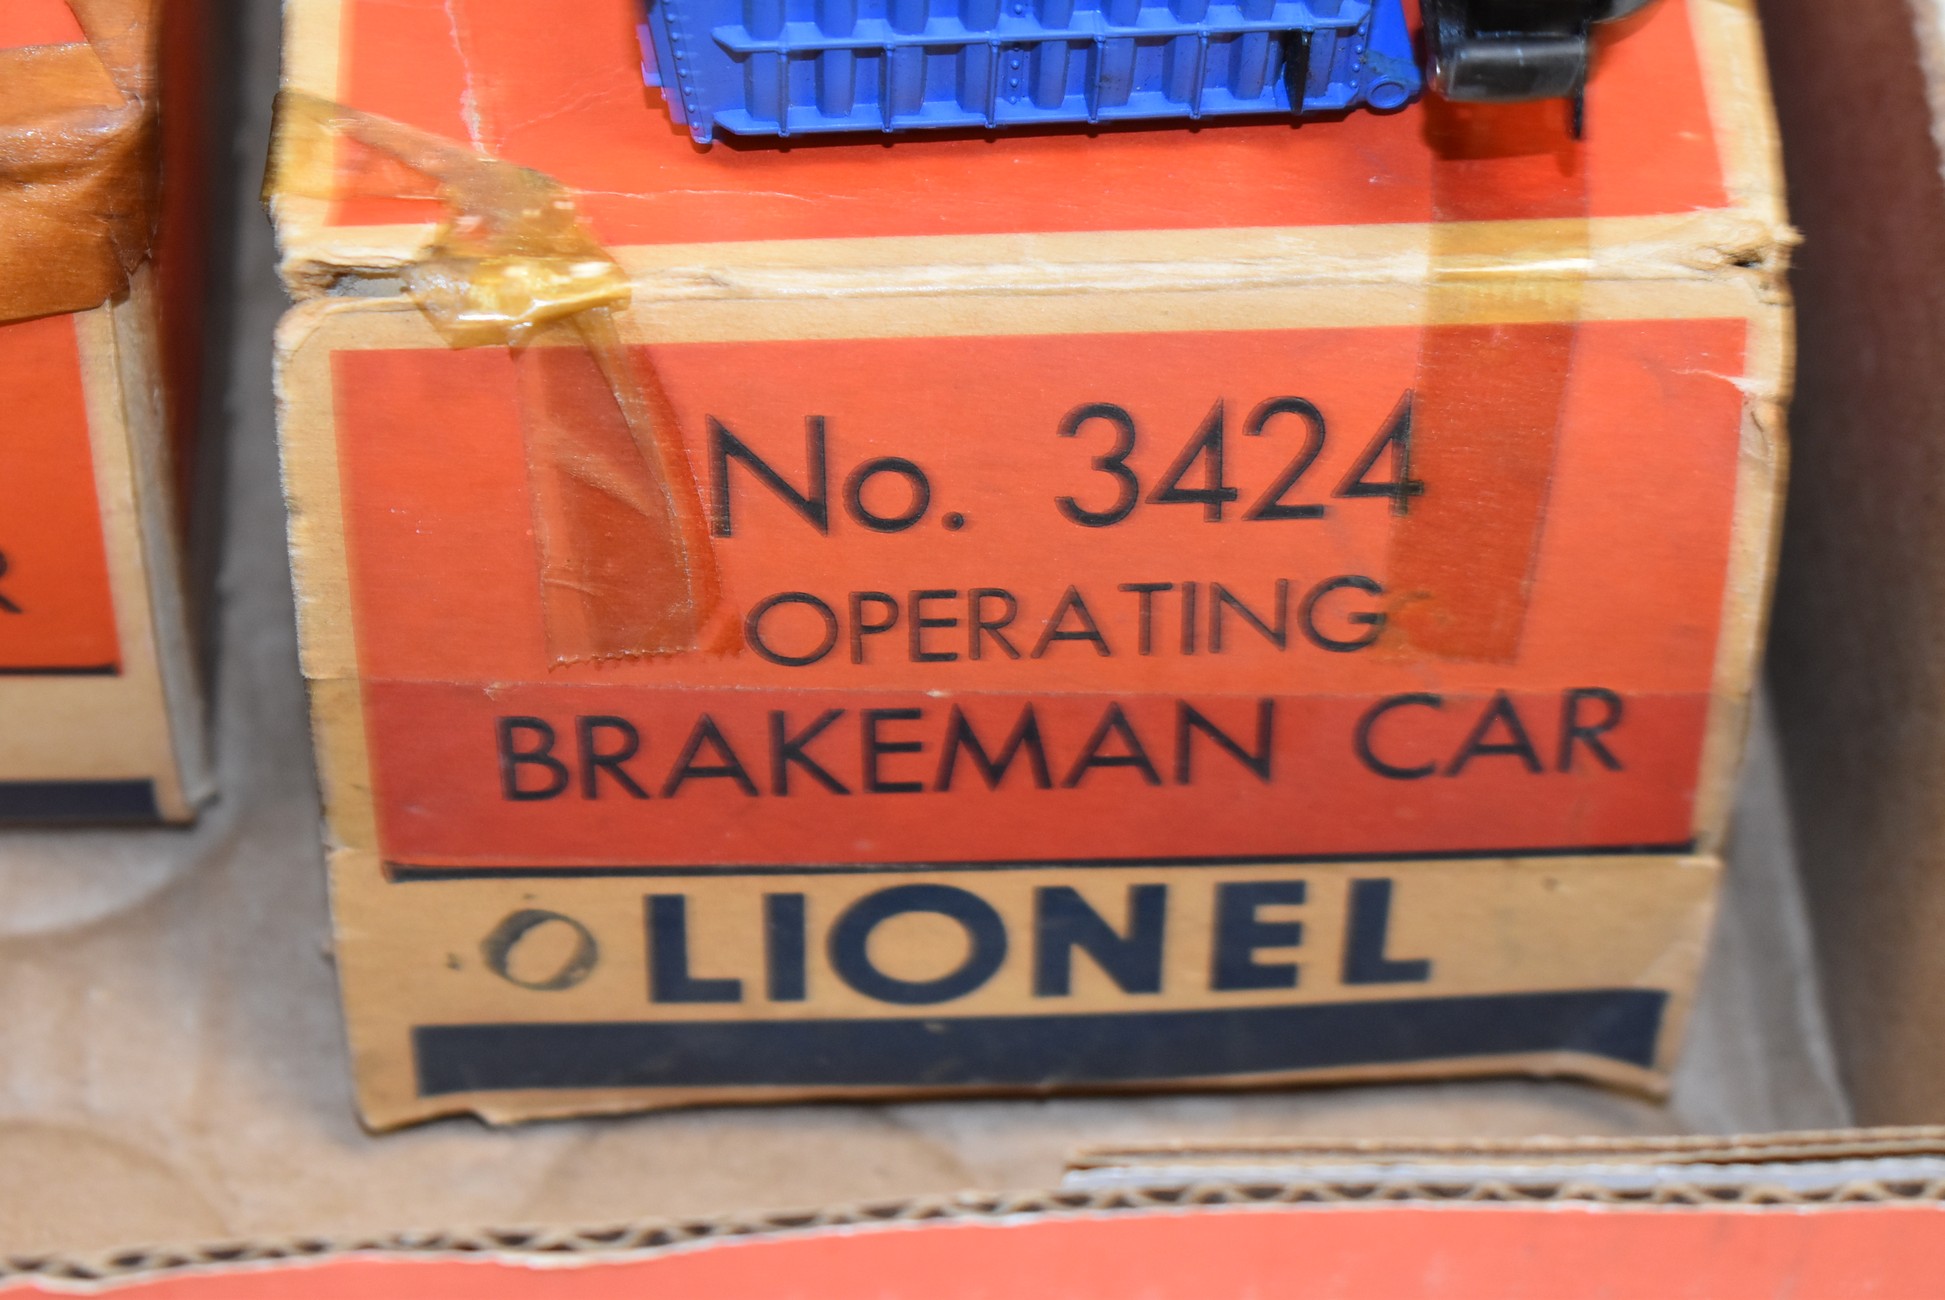 No. 3424
OPERATING
BRAKEMAN CAR
O LIONEL
R